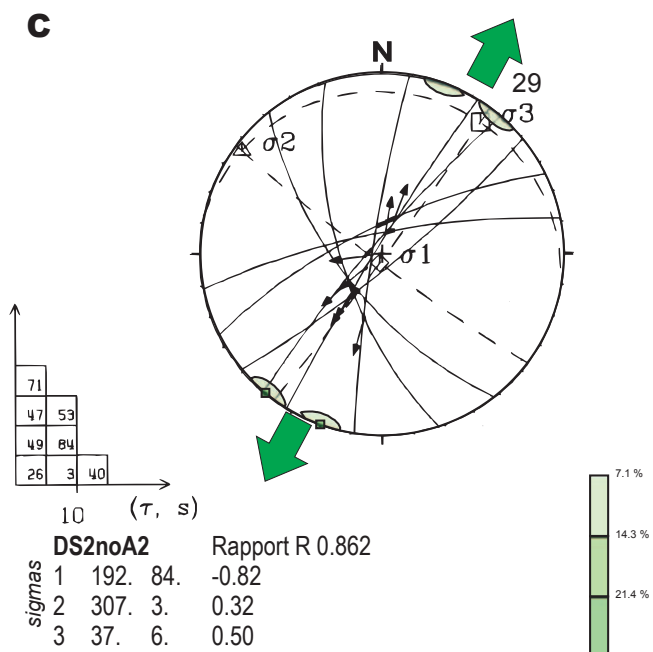 C
N
29
σ3
σ2
σ1
71
47 53
49 84
26 3 40
10 (τ, s)
DS2noA2 Rapport R 0.862
sigmas
1 192. 84. -0.82
2 307. 3. 0.32
3 37. 6. 0.50
7.1 %
14.3 %
21.4 %